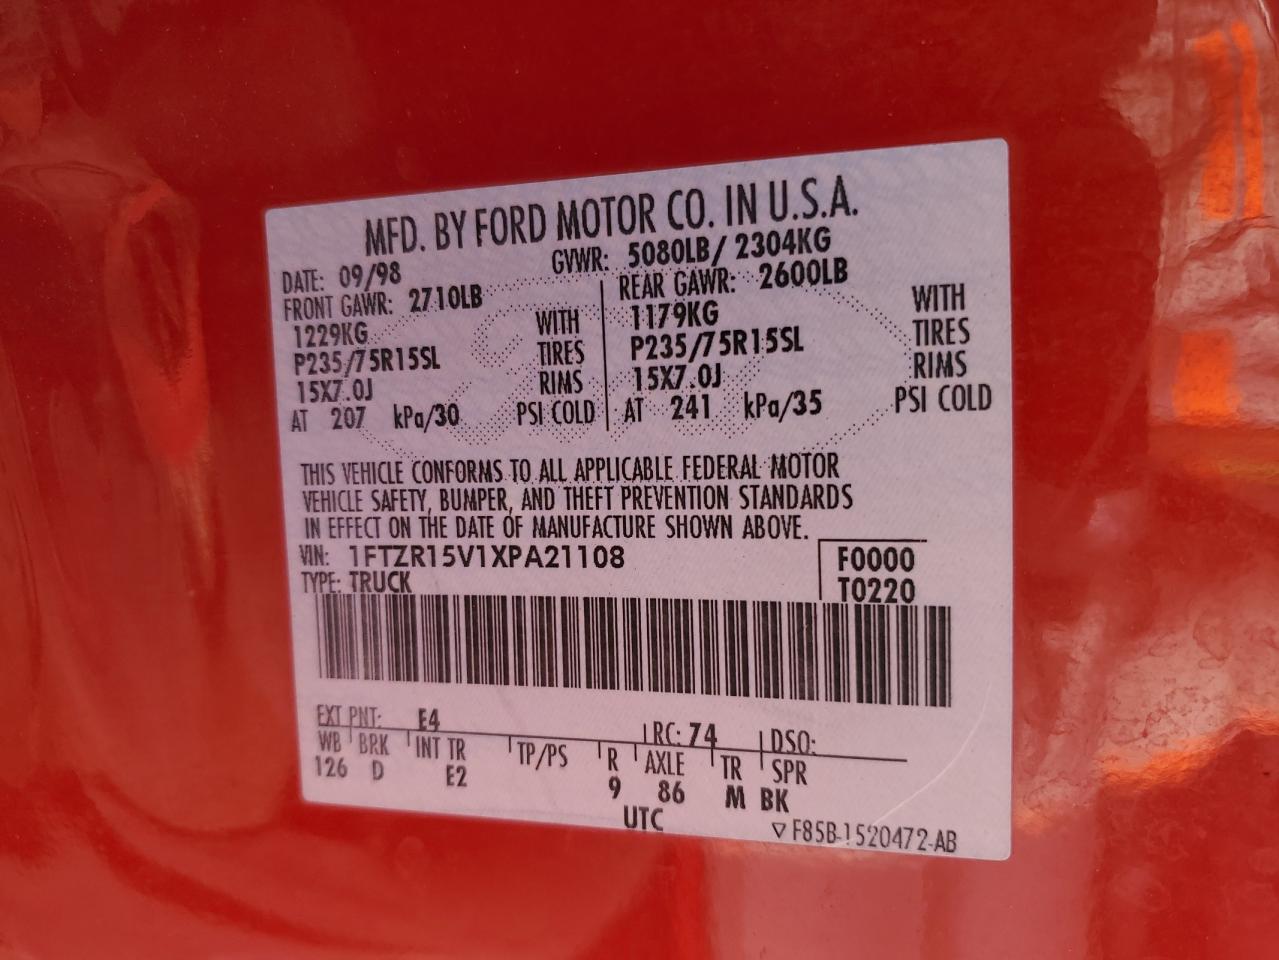 MFD. BY FORD MOTOR CO. IN U.S.A.
DATE: 09/98 GVWR: 5080LB/ 2304KG
FRONT GAWR: 2710LB REAR GAWR: 2600LB
1229KG WITH 1179KG WITH
P235/75R15SL TIRES P235/75R15SL TIRES
15X7.0J RIMS 15X7.0J RIMS
AT 207 kPa/30 PSI COLD AT 241 kPa/35 PSI COLD
THIS VEHICLE CONFORMS TO ALL APPLICABLE FEDERAL MOTOR
VEHICLE SAFETY, BUMPER, AND THEFT PREVENTION STANDARDS
IN EFFECT ON THE DATE OF MANUFACTURE SHOWN ABOVE.
VIN: 1FTZR15V1XPA21108 F0000
TYPE: TRUCK T0220
EXT PNT: E4 RC: 74 DSO:
WB BRK INT TR TP/PS R AXLE TR SPR
126 D E2 9 86 M BK
UTC
▽ F85B-1520472-AB